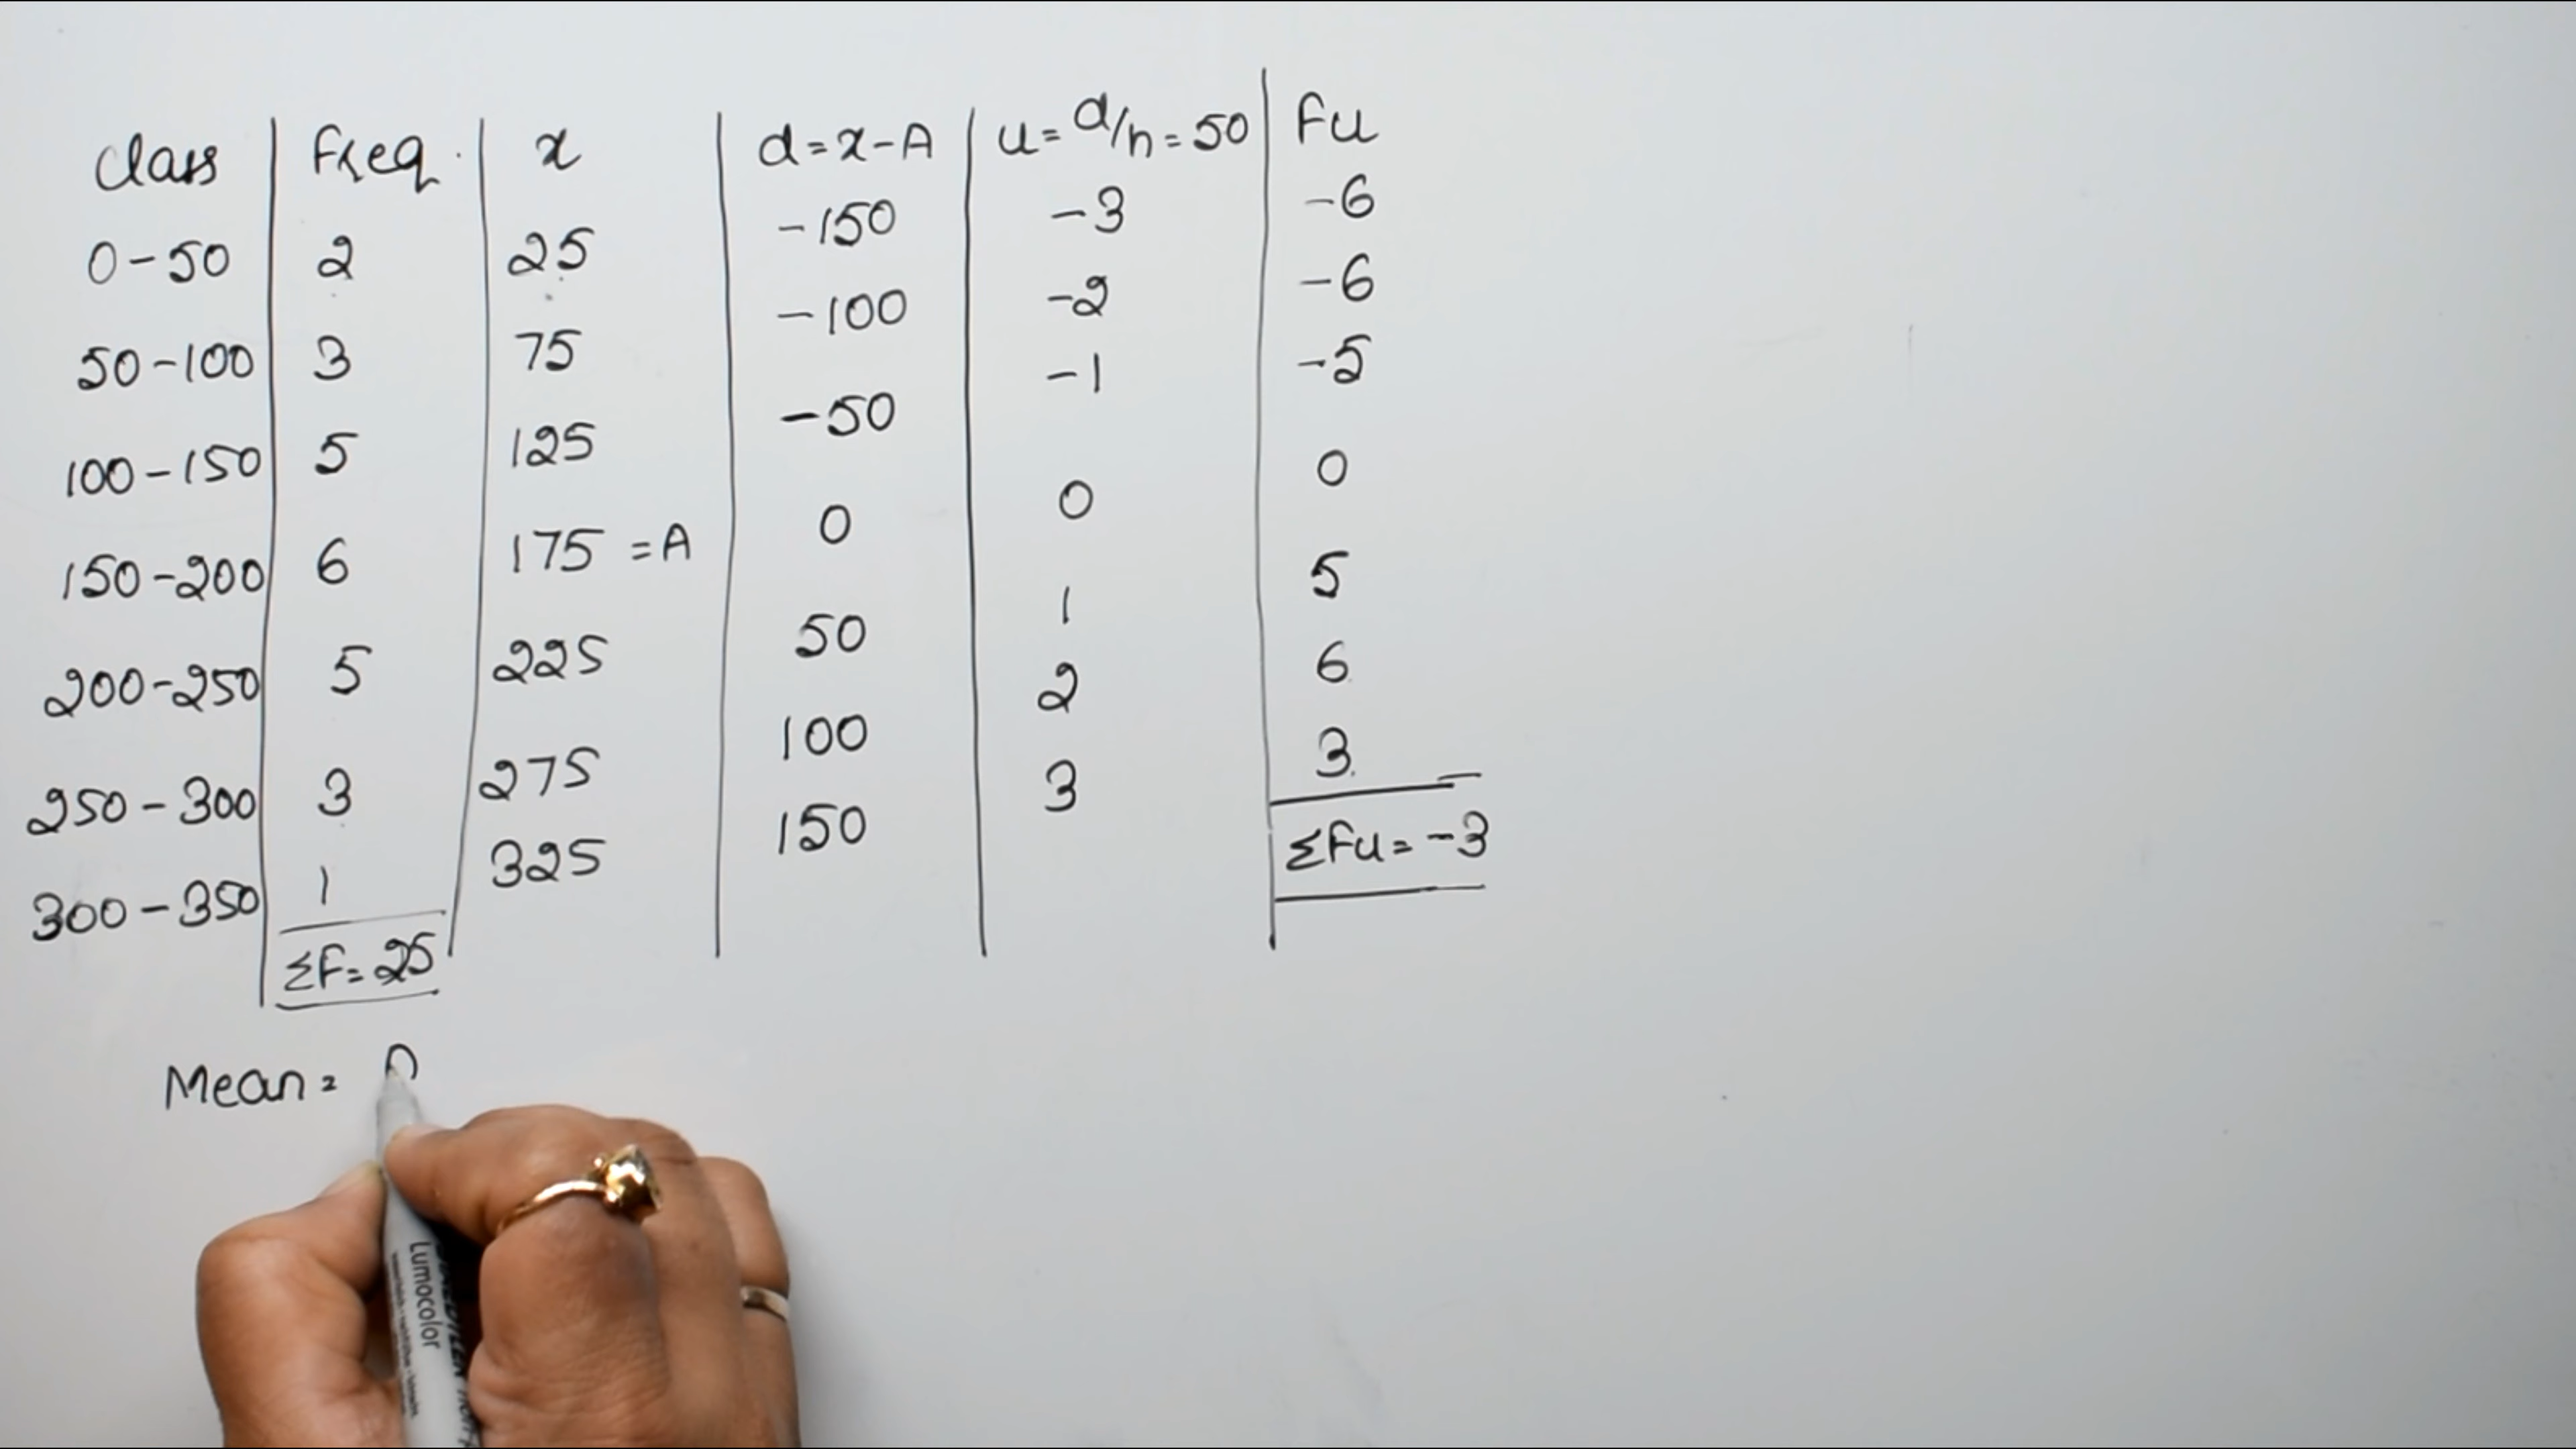 Class Freq. x d=x-A u=d/h=50 Fu
0-50 2 25 -150 -3 -6
50-100 3 75 -100 -2 -6
100-150 5 125 -50 -1 -5
150-200 6 175 =A 0 0 0
200-250 5 225 50 1 5
250-300 3 275 100 2 6
300-350 1 325 150 3 3
ΣF=25 ΣFu=-3
Mean=
Lumocolor